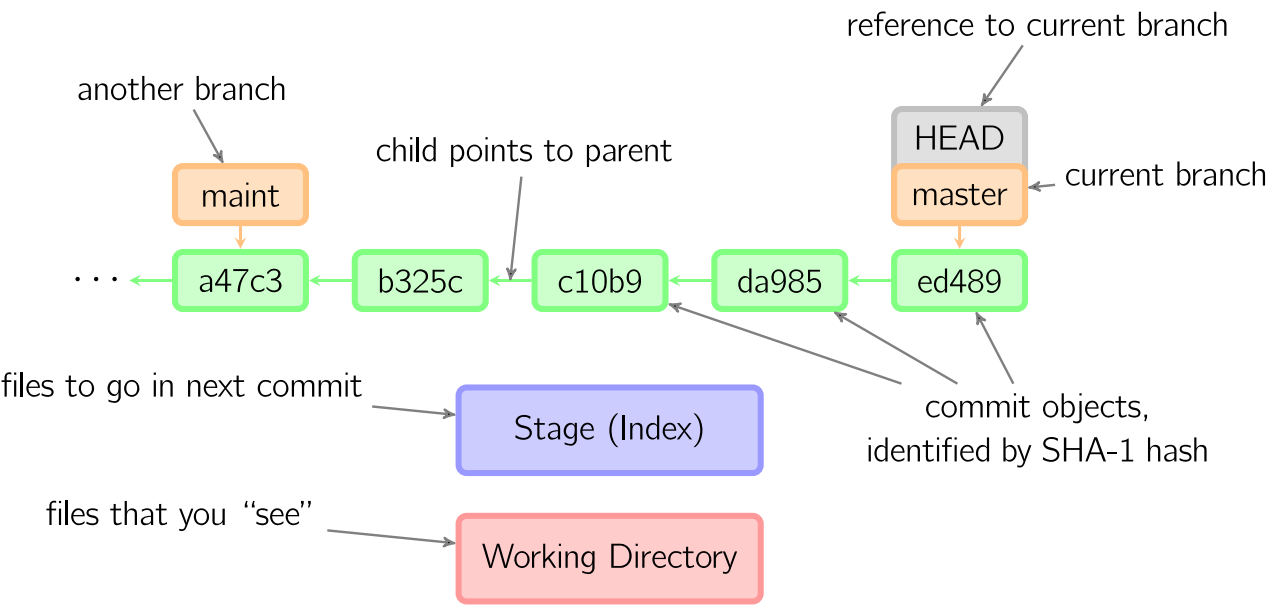 reference to current branch
another branch
HEAD
child points to parent
current branch
maint
master
...
a47c3
b325c
c10b9
da985
ed489
files to go in next commit
commit objects,
identified by SHA-1 hash
Stage (Index)
files that you “see”
Working Directory